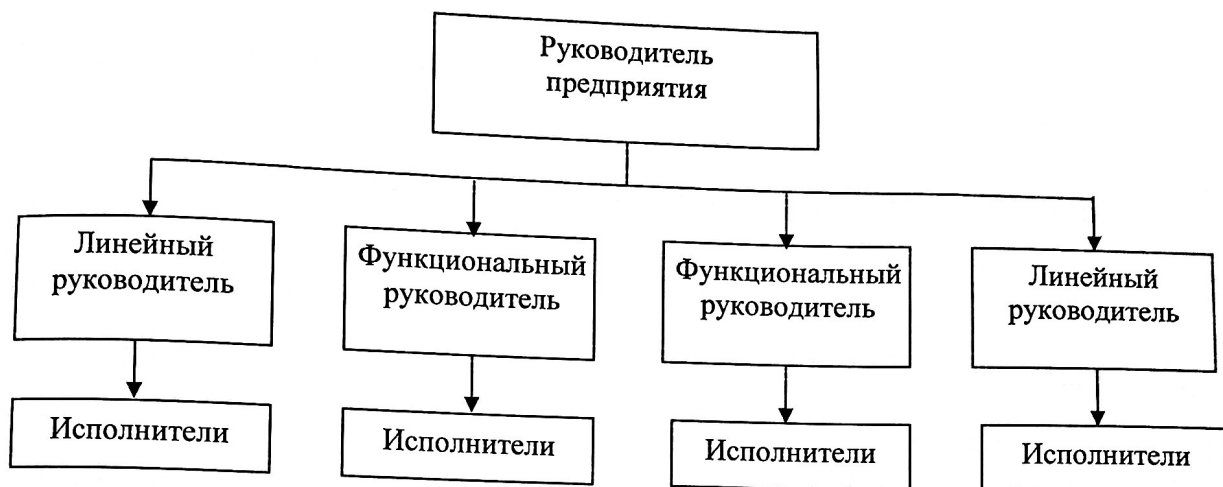 Руководитель
предприятия
Линейный
руководитель
Функциональный
руководитель
Функциональный
руководитель
Линейный
руководитель
Исполнители
Исполнители
Исполнители
Исполнители